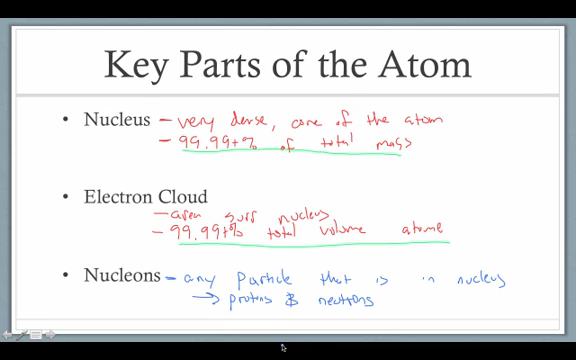 Key Parts of the Atom
• Nucleus – very dense, core of the atom
– 99.99+% of total mass
• Electron Cloud
– area surr nucleus
– 99.99+% total volume atome
• Nucleons – any particle that is in nucleus
→ protons & neutrons